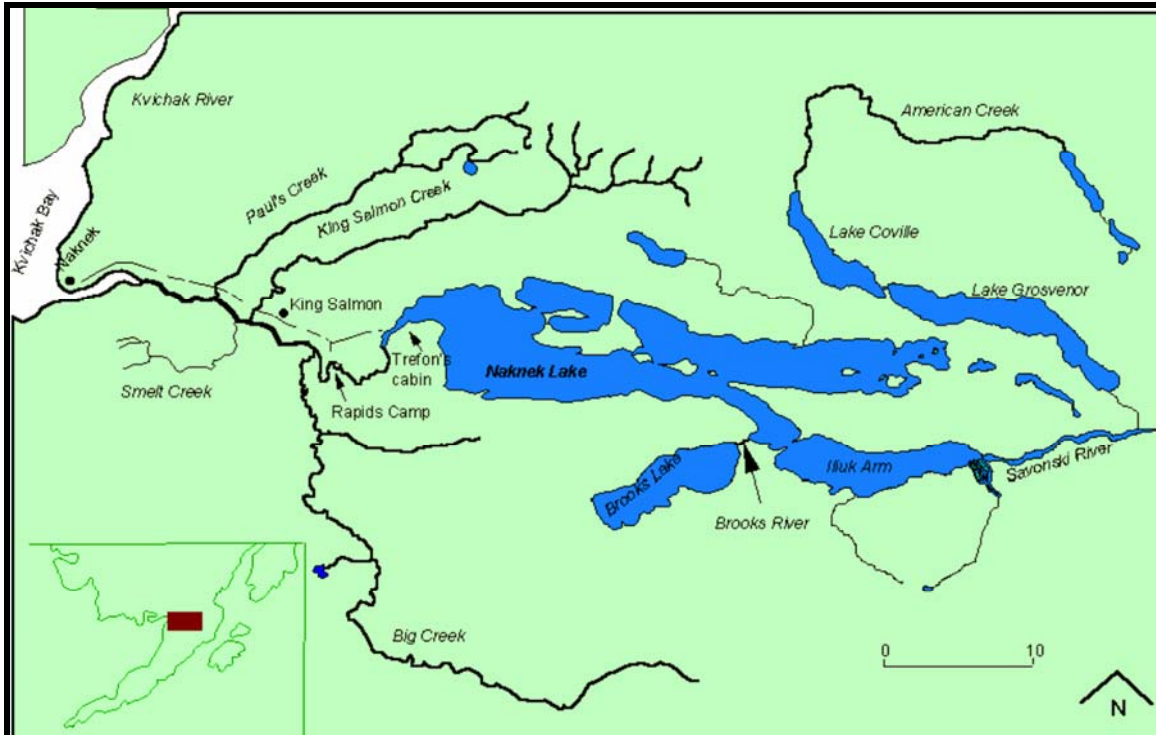 Kvichak River
American Creek
Paul's Creek
King Salmon Creek
Kvichak Bay
Naknek
Lake Coville
Lake Grosvenor
King Salmon
Trefon's
cabin
Naknek Lake
Smelt Creek
Rapids Camp
Brooks Lake
Iliuk Arm
Savonski River
Brooks River
Big Creek
0 10
N